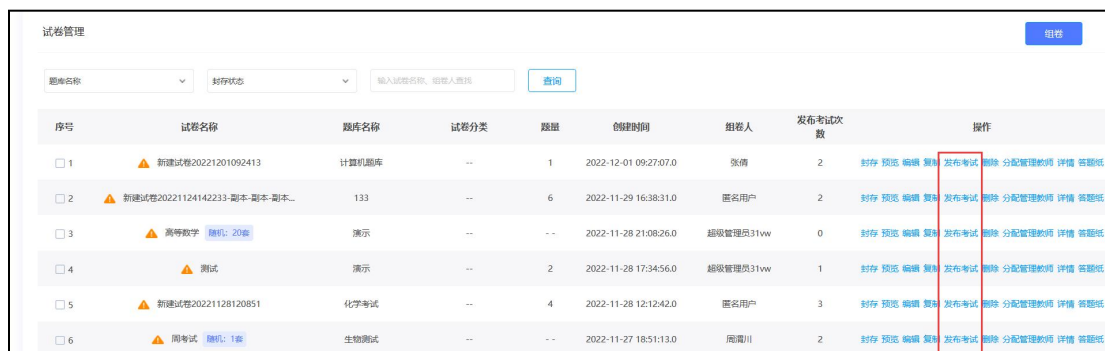 试卷管理
组卷
题库名称 封存状态 输入试卷名称、组卷人查找 查询
序号 试卷名称 题库名称 试卷分类 题量 创建时间 组卷人 发布考试次数 操作
1 新建试卷20221201092413 计算机题库 -- 1 2022-12-01 09:27:07.0 张倩 2 封存 预览 编辑 复制 发布考试 删除 分配管理教师 详情 答题纸
2 新建试卷20221124142233-副本-副本-副本... 133 -- 6 2022-11-29 16:38:31.0 匿名用户 2 封存 预览 编辑 复制 发布考试 删除 分配管理教师 详情 答题纸
3 高等数学 随机：20套 演示 -- -- 2022-11-28 21:08:26.0 超级管理员31vw 0 封存 预览 编辑 复制 发布考试 删除 分配管理教师 详情 答题纸
4 测试 演示 -- 2 2022-11-28 17:34:56.0 超级管理员31vw 1 封存 预览 编辑 复制 发布考试 删除 分配管理教师 详情 答题纸
5 新建试卷20221128120851 化学考试 -- 4 2022-11-28 12:12:42.0 匿名用户 3 封存 预览 编辑 复制 发布考试 删除 分配管理教师 详情 答题纸
6 周考试 随机：1套 生物测试 -- -- 2022-11-27 18:51:13.0 周渭川 2 封存 预览 编辑 复制 发布考试 删除 分配管理教师 详情 答题纸